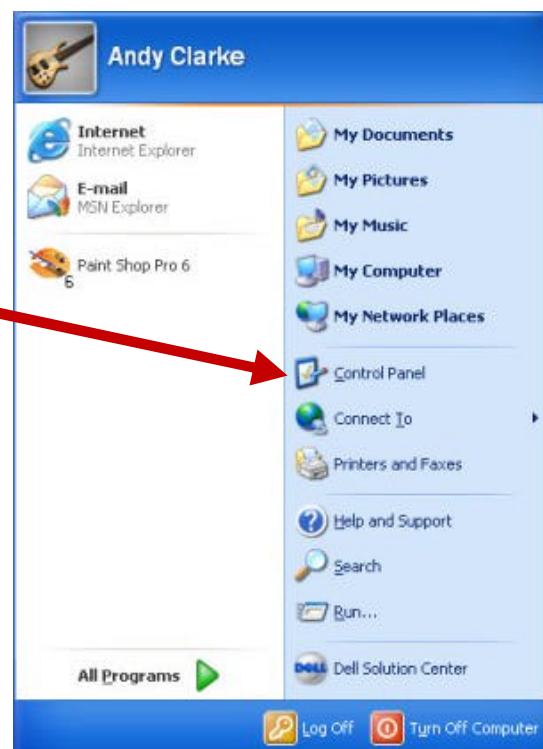 Andy Clarke
Internet
Internet Explorer
E-mail
MSN Explorer
Paint Shop Pro 6
6
All Programs
My Documents
My Pictures
My Music
My Computer
My Network Places
Control Panel
Connect To
Printers and Faxes
Help and Support
Search
Run...
DELL
Dell Solution Center
Log Off
Turn Off Computer